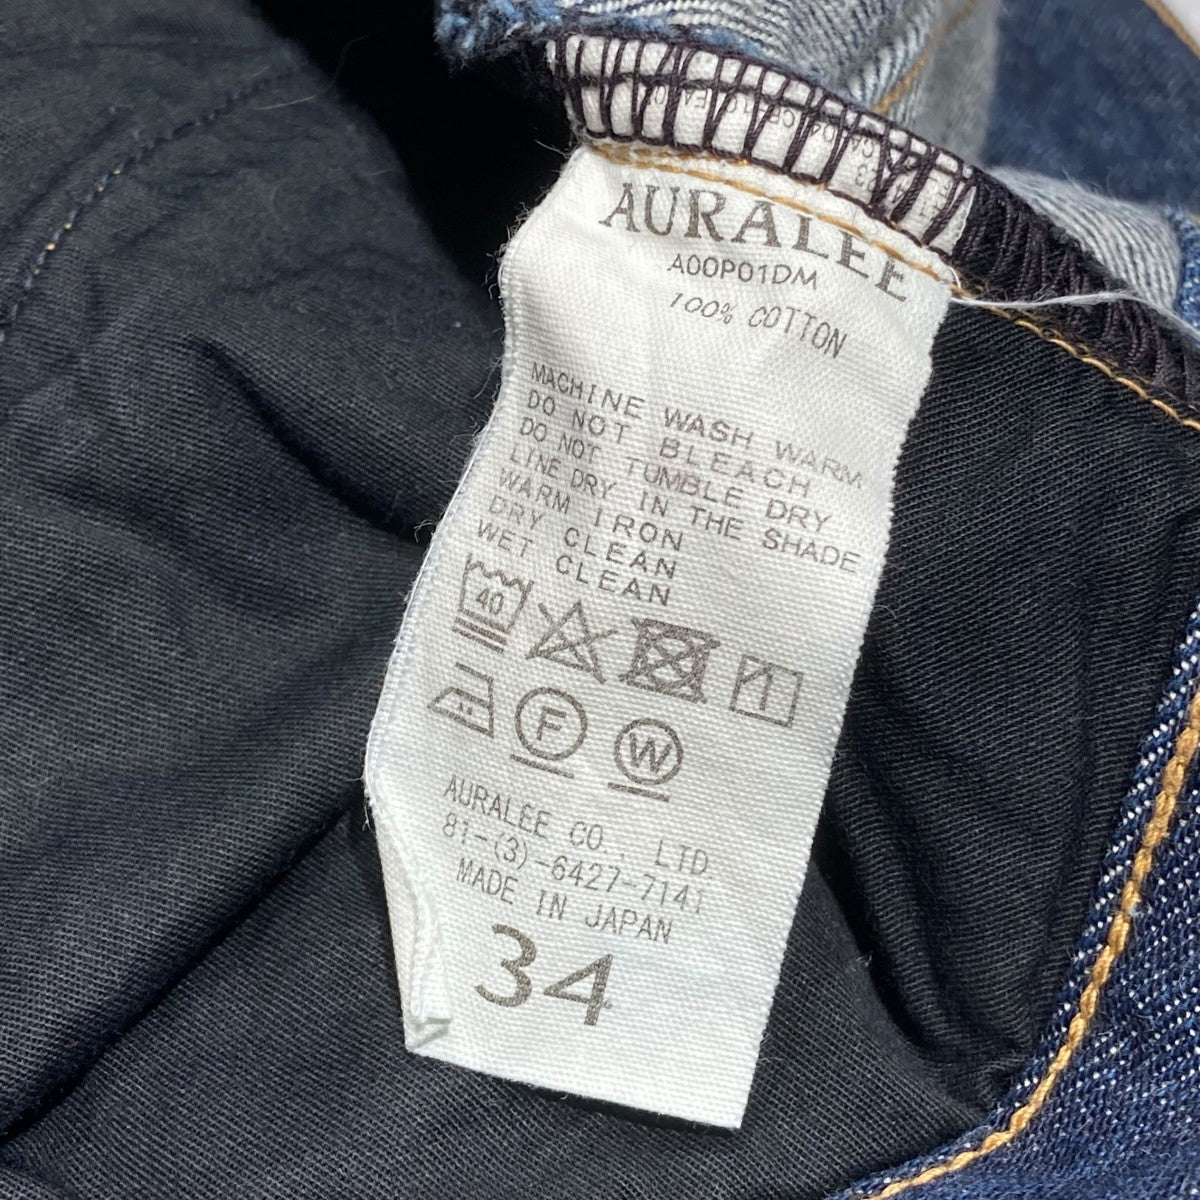 AURALEE
A00P01DM
100% COTTON
MACHINE WASH WARM
DO NOT BLEACH
DO NOT TUMBLE DRY
LINE DRY IN THE SHADE
WARM IRON
DRY CLEAN
WET CLEAN
40
F
W
AURALEE CO., LTD
81-(3)-6427-7141
MADE IN JAPAN
34